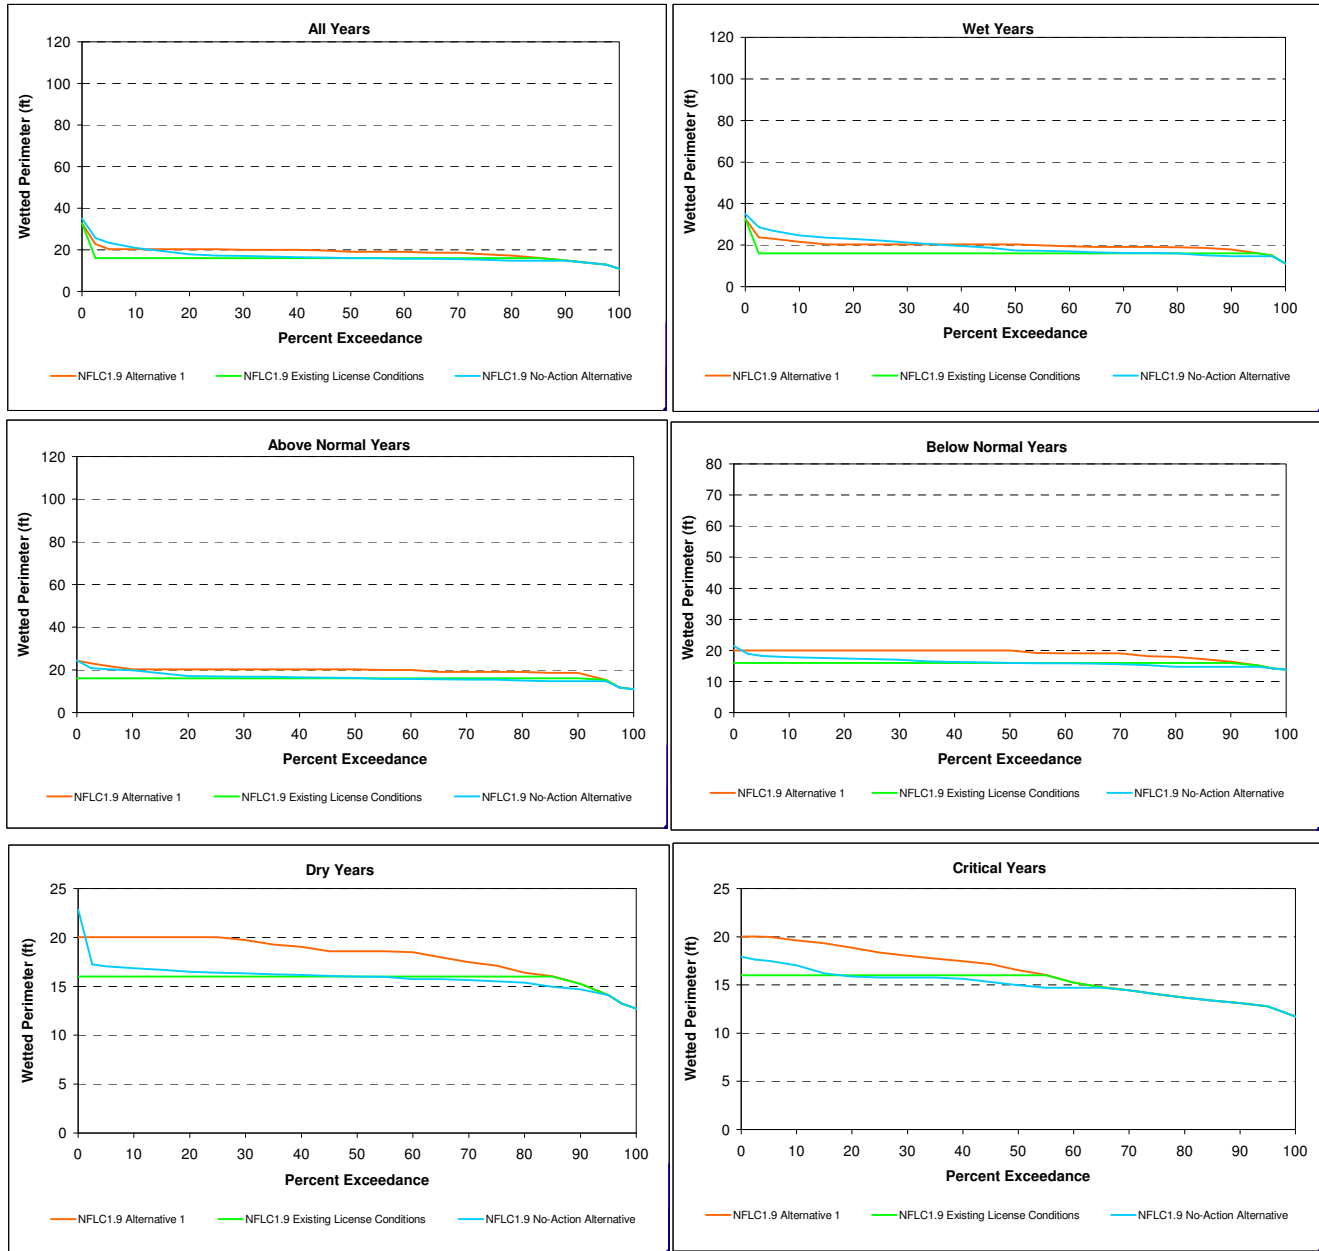 All Years
Wetted Perimeter (ft)
120
100
80
60
40
20
0
0 10 20 30 40 50 60 70 80 90 100
Percent Exceedance
NFLC1.9 Alternative 1 NFLC1.9 Existing License Conditions NFLC1.9 No-Action Alternative
Wet Years
Wetted Perimeter (ft)
120
100
80
60
40
20
0
0 10 20 30 40 50 60 70 80 90 100
Percent Exceedance
NFLC1.9 Alternative 1 NFLC1.9 Existing License Conditions NFLC1.9 No-Action Alternative
Above Normal Years
Wetted Perimeter (ft)
120
100
80
60
40
20
0
0 10 20 30 40 50 60 70 80 90 100
Percent Exceedance
NFLC1.9 Alternative 1 NFLC1.9 Existing License Conditions NFLC1.9 No-Action Alternative
Below Normal Years
Wetted Perimeter (ft)
80
70
60
50
40
30
20
10
0
0 10 20 30 40 50 60 70 80 90 100
Percent Exceedance
NFLC1.9 Alternative 1 NFLC1.9 Existing License Conditions NFLC1.9 No-Action Alternative
Dry Years
Wetted Perimeter (ft)
25
20
15
10
5
0
0 10 20 30 40 50 60 70 80 90 100
Percent Exceedance
NFLC1.9 Alternative 1 NFLC1.9 Existing License Conditions NFLC1.9 No-Action Alternative
Critical Years
Wetted Perimeter (ft)
25
20
15
10
5
0
0 10 20 30 40 50 60 70 80 90 100
Percent Exceedance
NFLC1.9 Alternative 1 NFLC1.9 Existing License Conditions NFLC1.9 No-Action Alternative